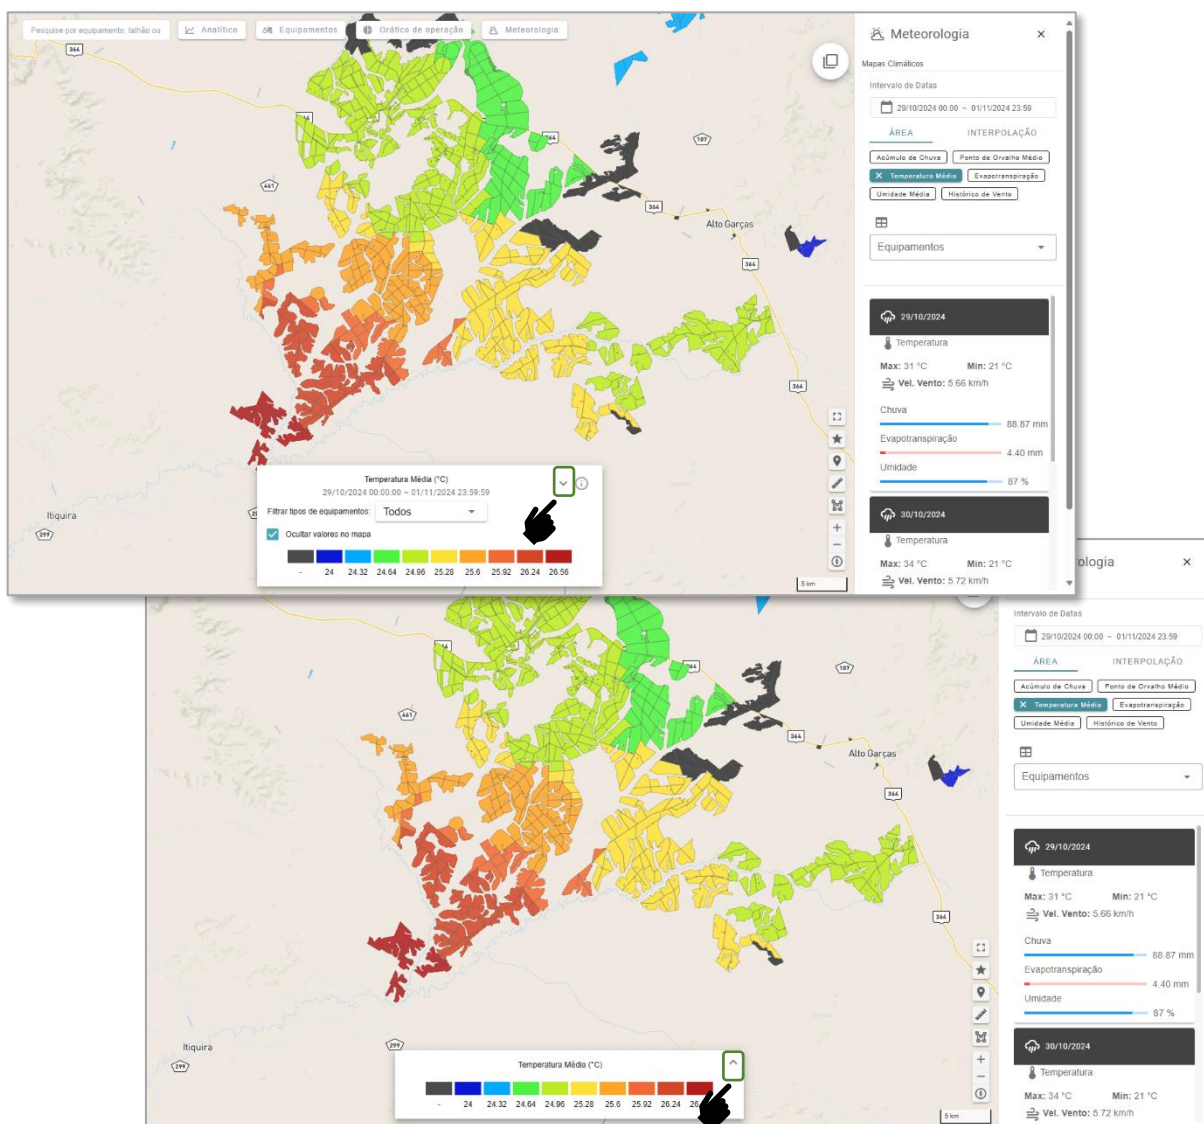 Pesquise por equipamento, talhão ou
Analítico
Equipamentos
Gráfico de operação
Meteorologia
364
364
107
461
364
Alto Garças
364
364
Itiquira
299
5 km
Temperatura Média (°C)
29/10/2024 00:00:00 ~ 01/11/2024 23:59:59
Filtrar tipos de equipamentos:
Todos
Ocultar valores no mapa
- 24 24.32 24.64 24.96 25.28 25.6 25.92 26.24 26.56
Meteorologia
Mapas Climáticos
Intervalo de Datas
29/10/2024 00:00 ~ 01/11/2024 23:59
ÁREA INTERPOLAÇÃO
Acúmulo de Chuva Ponto de Orvalho Médio
Temperatura Média Evapotranspiração
Umidade Média Histórico de Vento
Equipamentos
29/10/2024
Temperatura
Max: 31 °C Min: 21 °C
Vel. Vento: 5.66 km/h
Chuva
88.87 mm
Evapotranspiração
4.40 mm
Umidade
87 %
30/10/2024
Temperatura
Max: 34 °C Min: 21 °C
Vel. Vento: 5.72 km/h
107
461
364
Alto Garças
364
364
Itiquira
299
299
5 km
Temperatura Média (°C)
- 24 24.32 24.64 24.96 25.28 25.6 25.92 26.24
ologia
Intervalo de Datas
29/10/2024 00:00 ~ 01/11/2024 23:59
ÁREA INTERPOLAÇÃO
Acúmulo de Chuva Ponto de Orvalho Médio
Temperatura Média Evapotranspiração
Umidade Média Histórico de Vento
Equipamentos
29/10/2024
Temperatura
Max: 31 °C Min: 21 °C
Vel. Vento: 5.66 km/h
Chuva
88.87 mm
Evapotranspiração
4.40 mm
Umidade
87 %
30/10/2024
Temperatura
Max: 34 °C Min: 21 °C
Vel. Vento: 5.72 km/h